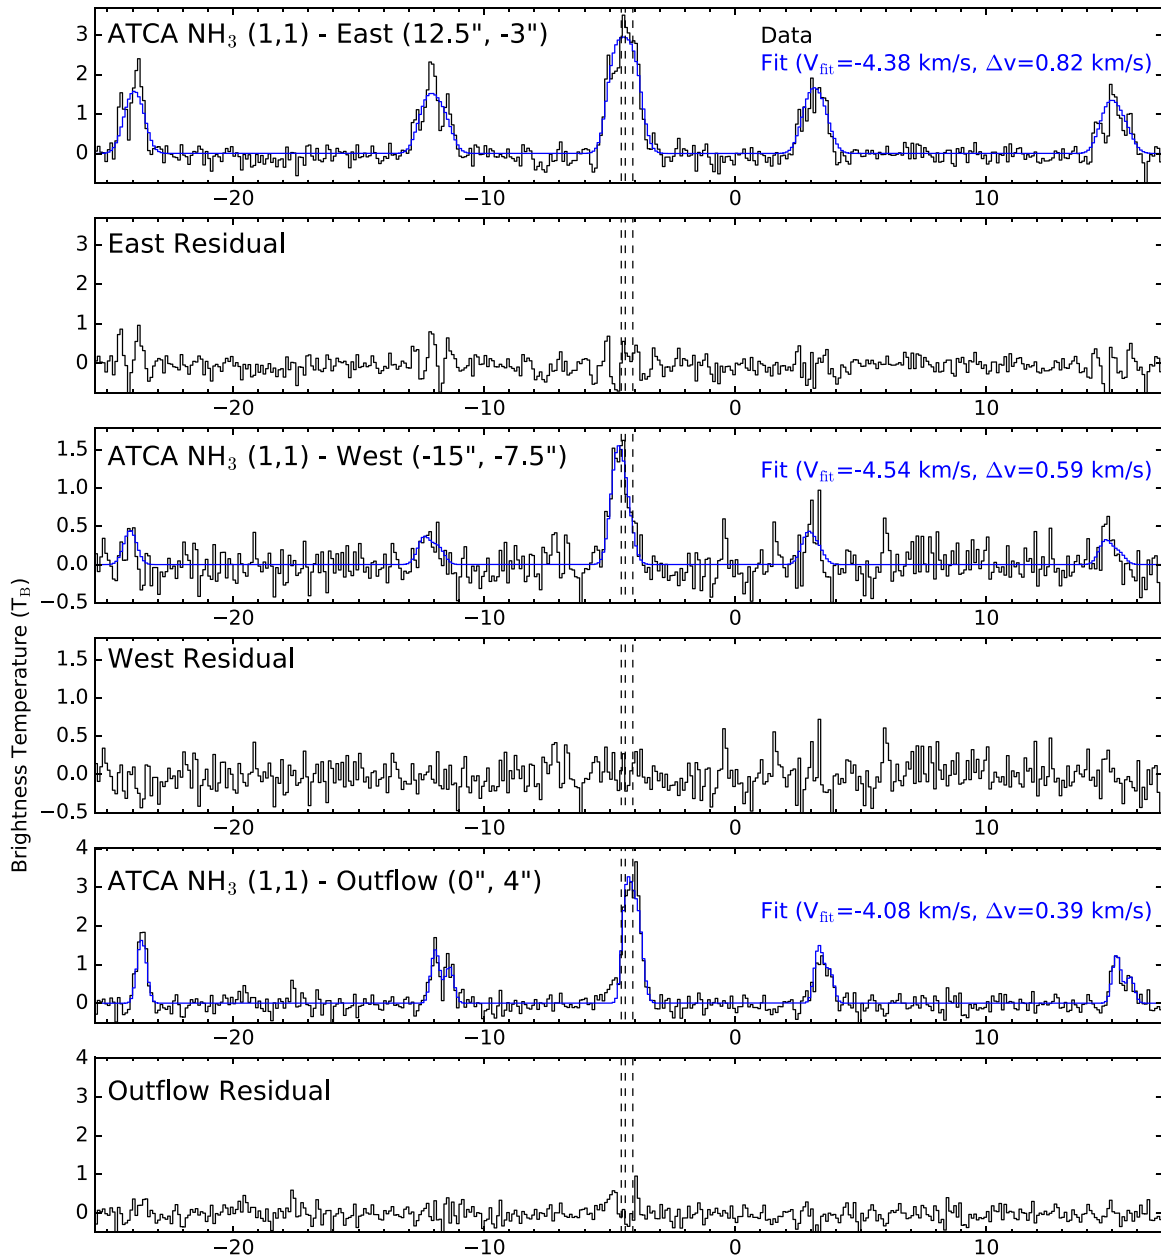 ATCA NH₃ (1,1) - East (12.5", -3")
Data
Fit (V_fit=-4.38 km/s, Δv=0.82 km/s)
3
2
1
0
−20 −10 0 10
East Residual
3
2
1
0
−20 −10 0 10
ATCA NH₃ (1,1) - West (-15", -7.5")
Fit (V_fit=-4.54 km/s, Δv=0.59 km/s)
1.5
1.0
0.5
0.0
−0.5
−20 −10 0 10
West Residual
1.5
1.0
0.5
0.0
−0.5
−20 −10 0 10
Brightness Temperature (T_B)
ATCA NH₃ (1,1) - Outflow (0", 4")
Fit (V_fit=-4.08 km/s, Δv=0.39 km/s)
4
3
2
1
0
−20 −10 0 10
Outflow Residual
4
3
2
1
0
−20 −10 0 10